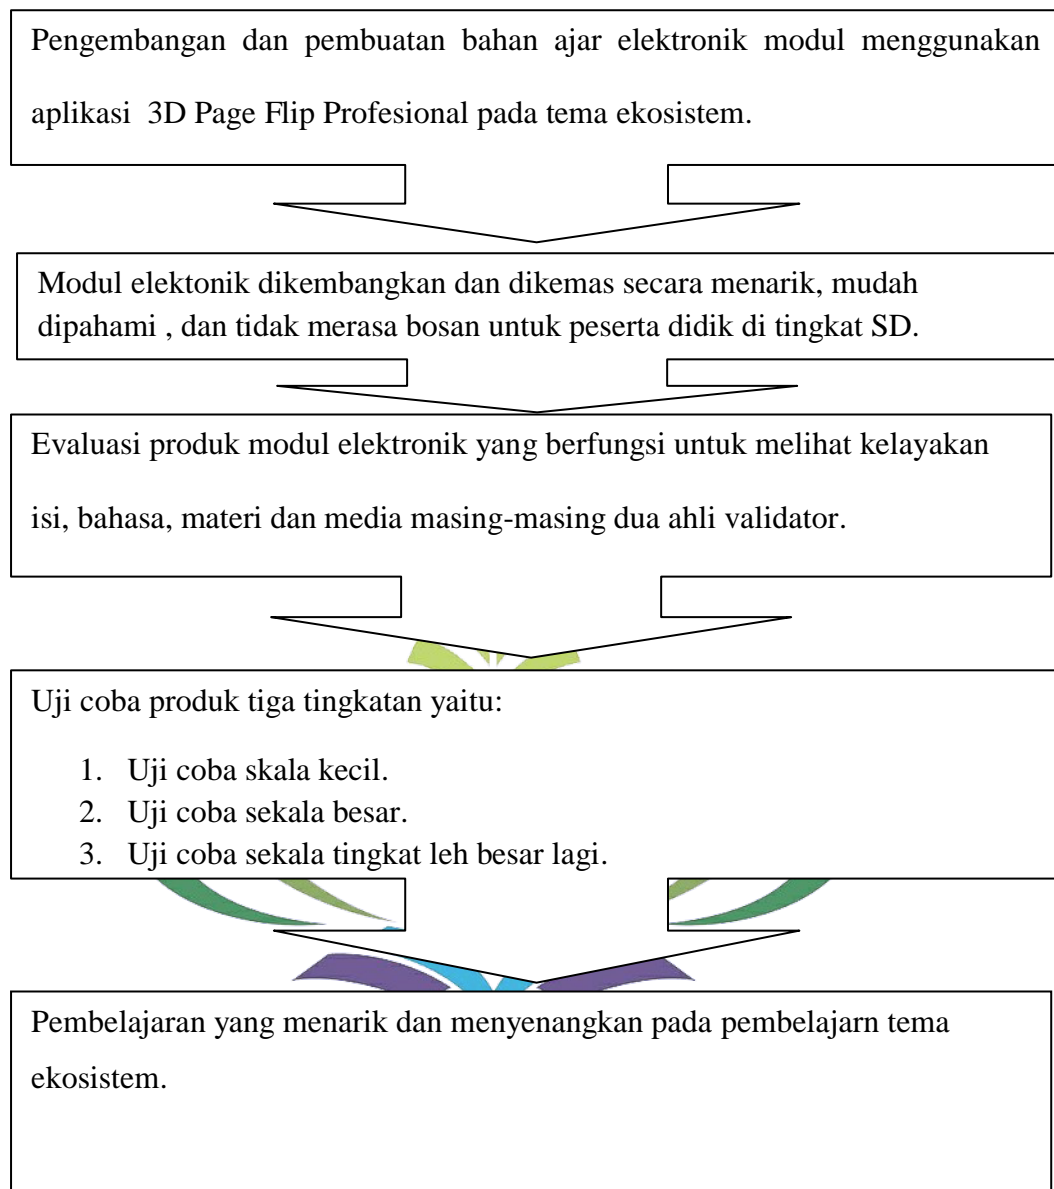 Pengembangan dan pembuatan bahan ajar elektronik modul menggunakan
aplikasi 3D Page Flip Profesional pada tema ekosistem.
Modul elektonik dikembangkan dan dikemas secara menarik, mudah
dipahami , dan tidak merasa bosan untuk peserta didik di tingkat SD.
Evaluasi produk modul elektronik yang berfungsi untuk melihat kelayakan
isi, bahasa, materi dan media masing-masing dua ahli validator.
Uji coba produk tiga tingkatan yaitu:
1. Uji coba skala kecil.
2. Uji coba sekala besar.
3. Uji coba sekala tingkat leh besar lagi.
Pembelajaran yang menarik dan menyenangkan pada pembelajarn tema
ekosistem.